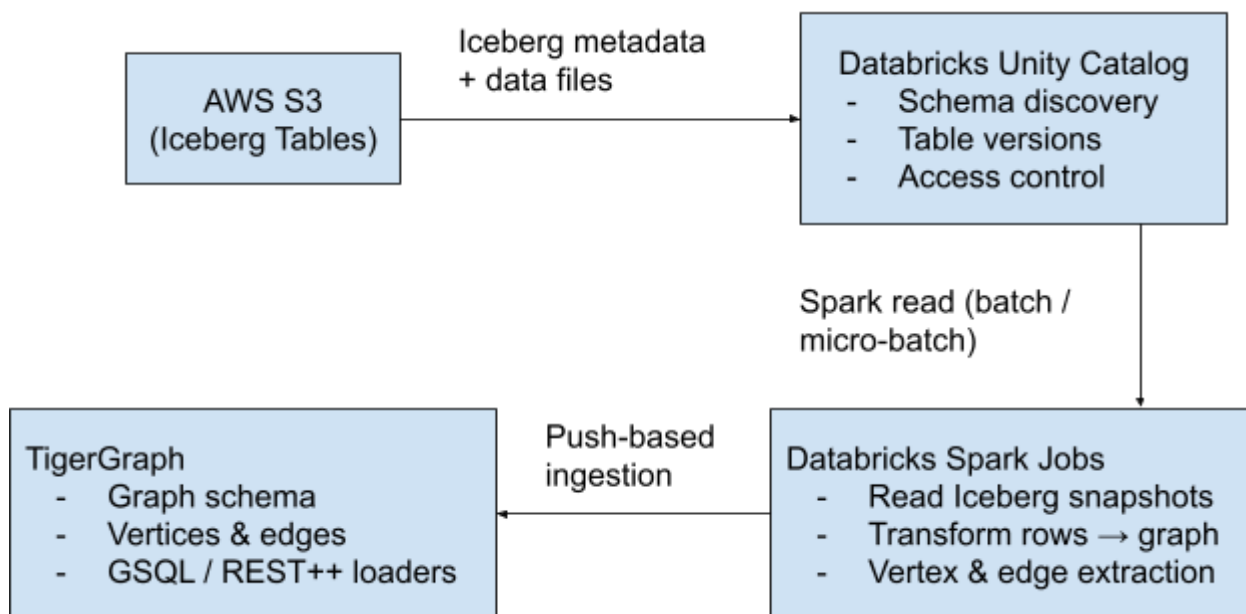 AWS S3
(Iceberg Tables)
Iceberg metadata
+ data files
Databricks Unity Catalog
- Schema discovery
- Table versions
- Access control
Spark read (batch /
micro-batch)
Databricks Spark Jobs
- Read Iceberg snapshots
- Transform rows → graph
- Vertex & edge extraction
Push-based
ingestion
TigerGraph
- Graph schema
- Vertices & edges
- GSQL / REST++ loaders